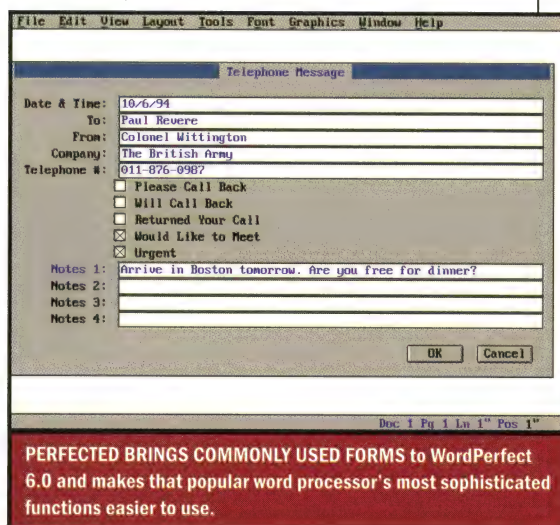 File Edit View Layout Tools Font Graphics Window Help
Telephone Message
Date & Time: 10/6/94
To: Paul Revere
From: Colonel Wittington
Company: The British Army
Telephone #: 011-876-0987
Please Call Back
Will Call Back
Returned Your Call
Would Like to Meet
Urgent
Notes 1: Arrive in Boston tomorrow. Are you free for dinner?
Notes 2:
Notes 3:
Notes 4:
OK Cancel
Doc 1 Pg 1 Ln 1" Pos 1"
PERFECTED BRINGS COMMONLY USED FORMS to WordPerfect
6.0 and makes that popular word processor's most sophisticated
functions easier to use.